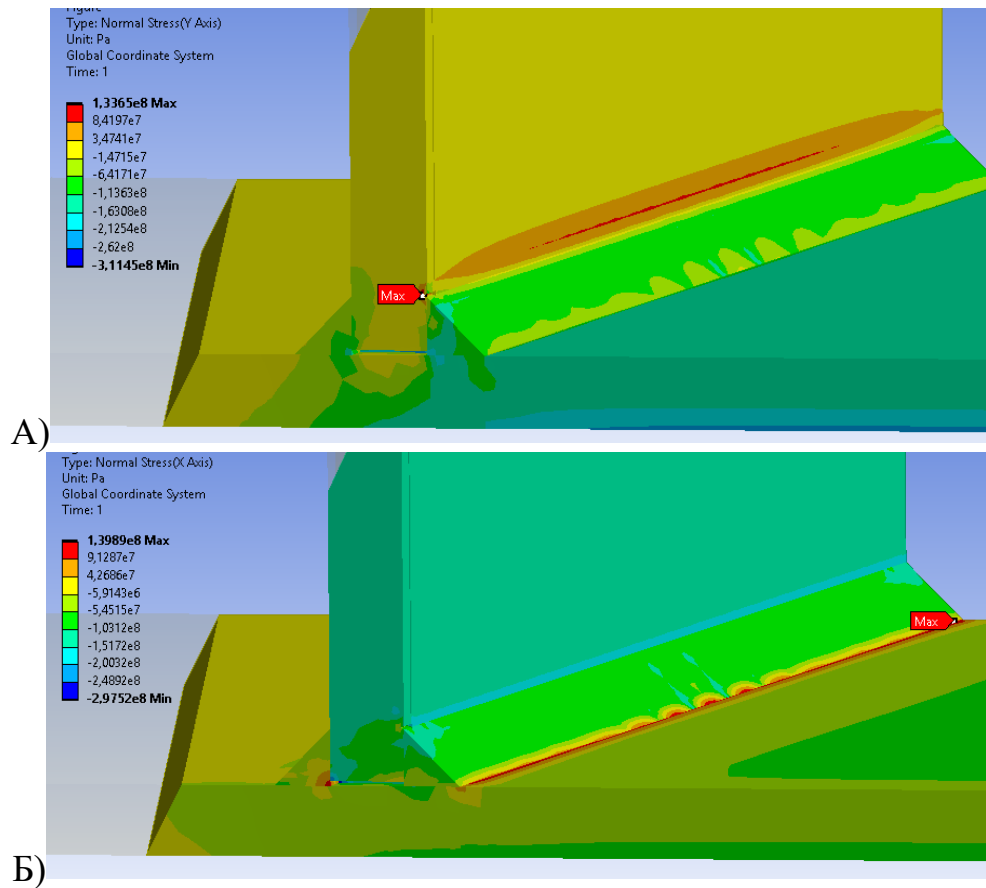 Figure
Type: Normal Stress(Y Axis)
Unit: Pa
Global Coordinate System
Time: 1
1,3365e8 Max
8,4197e7
3,4741e7
-1,4715e7
-6,4171e7
-1,1363e8
-1,6308e8
-2,1254e8
-2,62e8
-3,1145e8 Min
Max
А)
Type: Normal Stress(X Axis)
Unit: Pa
Global Coordinate System
Time: 1
1,3989e8 Max
9,1287e7
4,2686e7
-5,9143e6
-5,4515e7
-1,0312e8
-1,5172e8
-2,0032e8
-2,4892e8
-2,9752e8 Min
Max
Б)